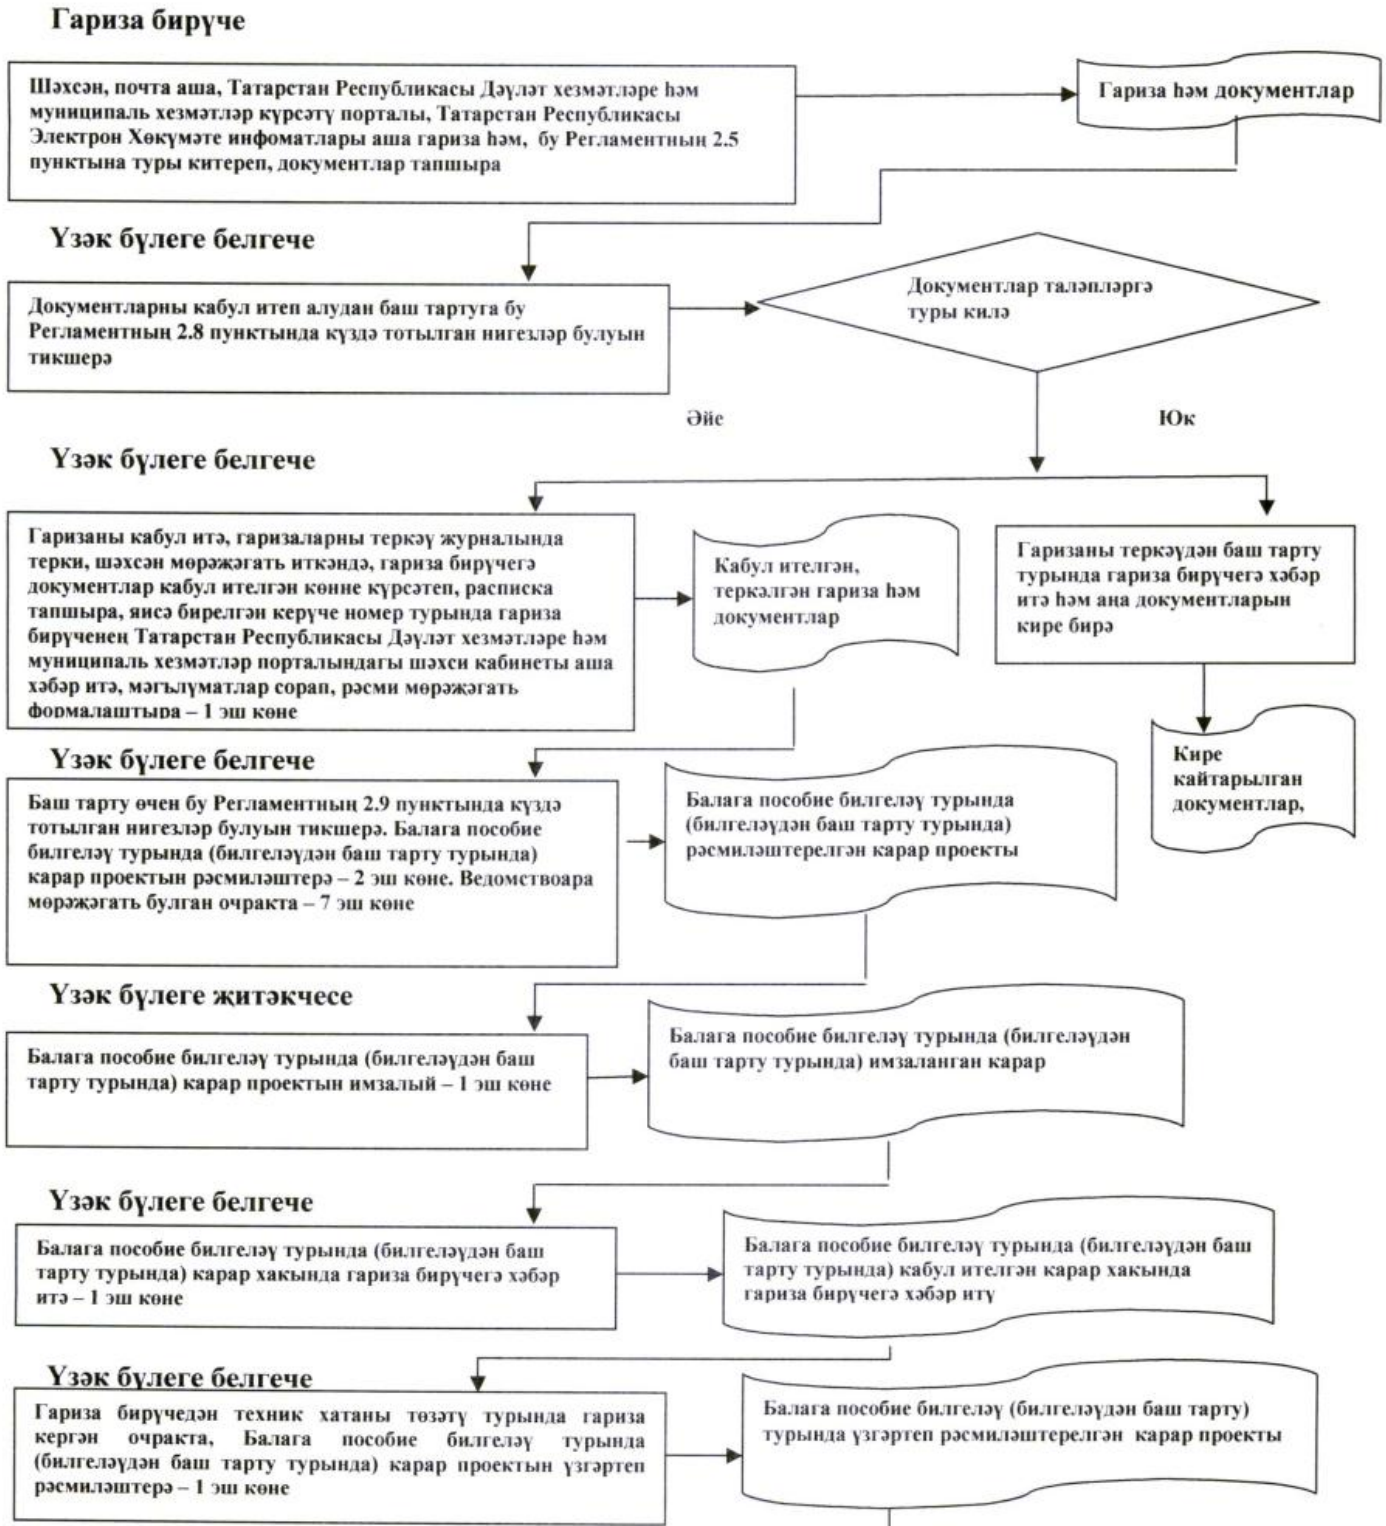 Гариза бирүче
Шәхсән, почта аша, Татарстан Республикасы Дәүләт хезмәтләре һәм
муниципаль хезмәтләр күрсәтү порталы, Татарстан Республикасы
Электрон Хөкүмәте инфоматлары аша гариза һәм, бу Регламентның 2.5
пунктына туры китереп, документлар тапшыра
Гариза һәм документлар
Үзәк бүлеге белгече
Документларны кабул итеп алудан баш тартуга бу
Регламентның 2.8 пунктында күздә тотылган нигезләр булуын
тикшерә
Документлар таләпләргә
туры килә
Әйе
Юк
Үзәк бүлеге белгече
Гаризаны кабул итә, гаризаларны теркәү журналында
терки, шәхсән мөрәҗәгать иткәндә, гариза бирүчегә
документлар кабул ителгән көнне күрсәтеп, расписка
тапшыра, яисә бирелгән керүче номер турында гариза
бирүченең Татарстан Республикасы Дәүләт хезмәтләре һәм
муниципаль хезмәтләр порталындагы шәхси кабинеты аша
хәбәр итә, мәгълүматлар сорап, рәсми мөрәҗәгать
формалаштыра – 1 эш көне
Кабул ителгән,
теркәлгән гариза һәм
документлар
Гаризаны теркәүдән баш тарту
турында гариза бирүчегә хәбәр
итә һәм аңа документларын
кире бирә
Кире
кайтарылган
документлар,
Үзәк бүлеге белгече
Баш тарту өчен бу Регламентның 2.9 пунктында күздә
тотылган нигезләр булуын тикшерә. Балага пособие
билгеләү турында (билгеләүдән баш тарту турында)
карар проектын рәсмиләштерә – 2 эш көне. Ведомствоара
мөрәҗәгать булган очракта – 7 эш көне
Балага пособие билгеләү турында
(билгеләүдән баш тарту турында)
рәсмиләштерелгән карар проекты
Үзәк бүлеге җитәкчесе
Балага пособие билгеләү турында (билгеләүдән баш
тарту турында) карар проектын имзалый – 1 эш көне
Балага пособие билгеләү турында (билгеләүдән
баш тарту турында) имзаланган карар
Үзәк бүлеге белгече
Балага пособие билгеләү турында (билгеләүдән баш
тарту турында) карар хакында гариза бирүчегә хәбәр
итә – 1 эш көне
Балага пособие билгеләү турында (билгеләүдән баш
тарту турында) кабул ителгән карар хакында
гариза бирүчегә хәбәр итү
Үзәк бүлеге белгече
Гариза бирүчедән техник хатаны төзәтү турында гариза
кергән очракта, Балага пособие билгеләү турында
(билгеләүдән баш тарту турында) карар проектын үзгәртеп
рәсмиләштерә – 1 эш көне
Балага пособие билгеләү (билгеләүдән баш тарту)
турында үзгәртеп рәсмиләштерелгән карар проекты